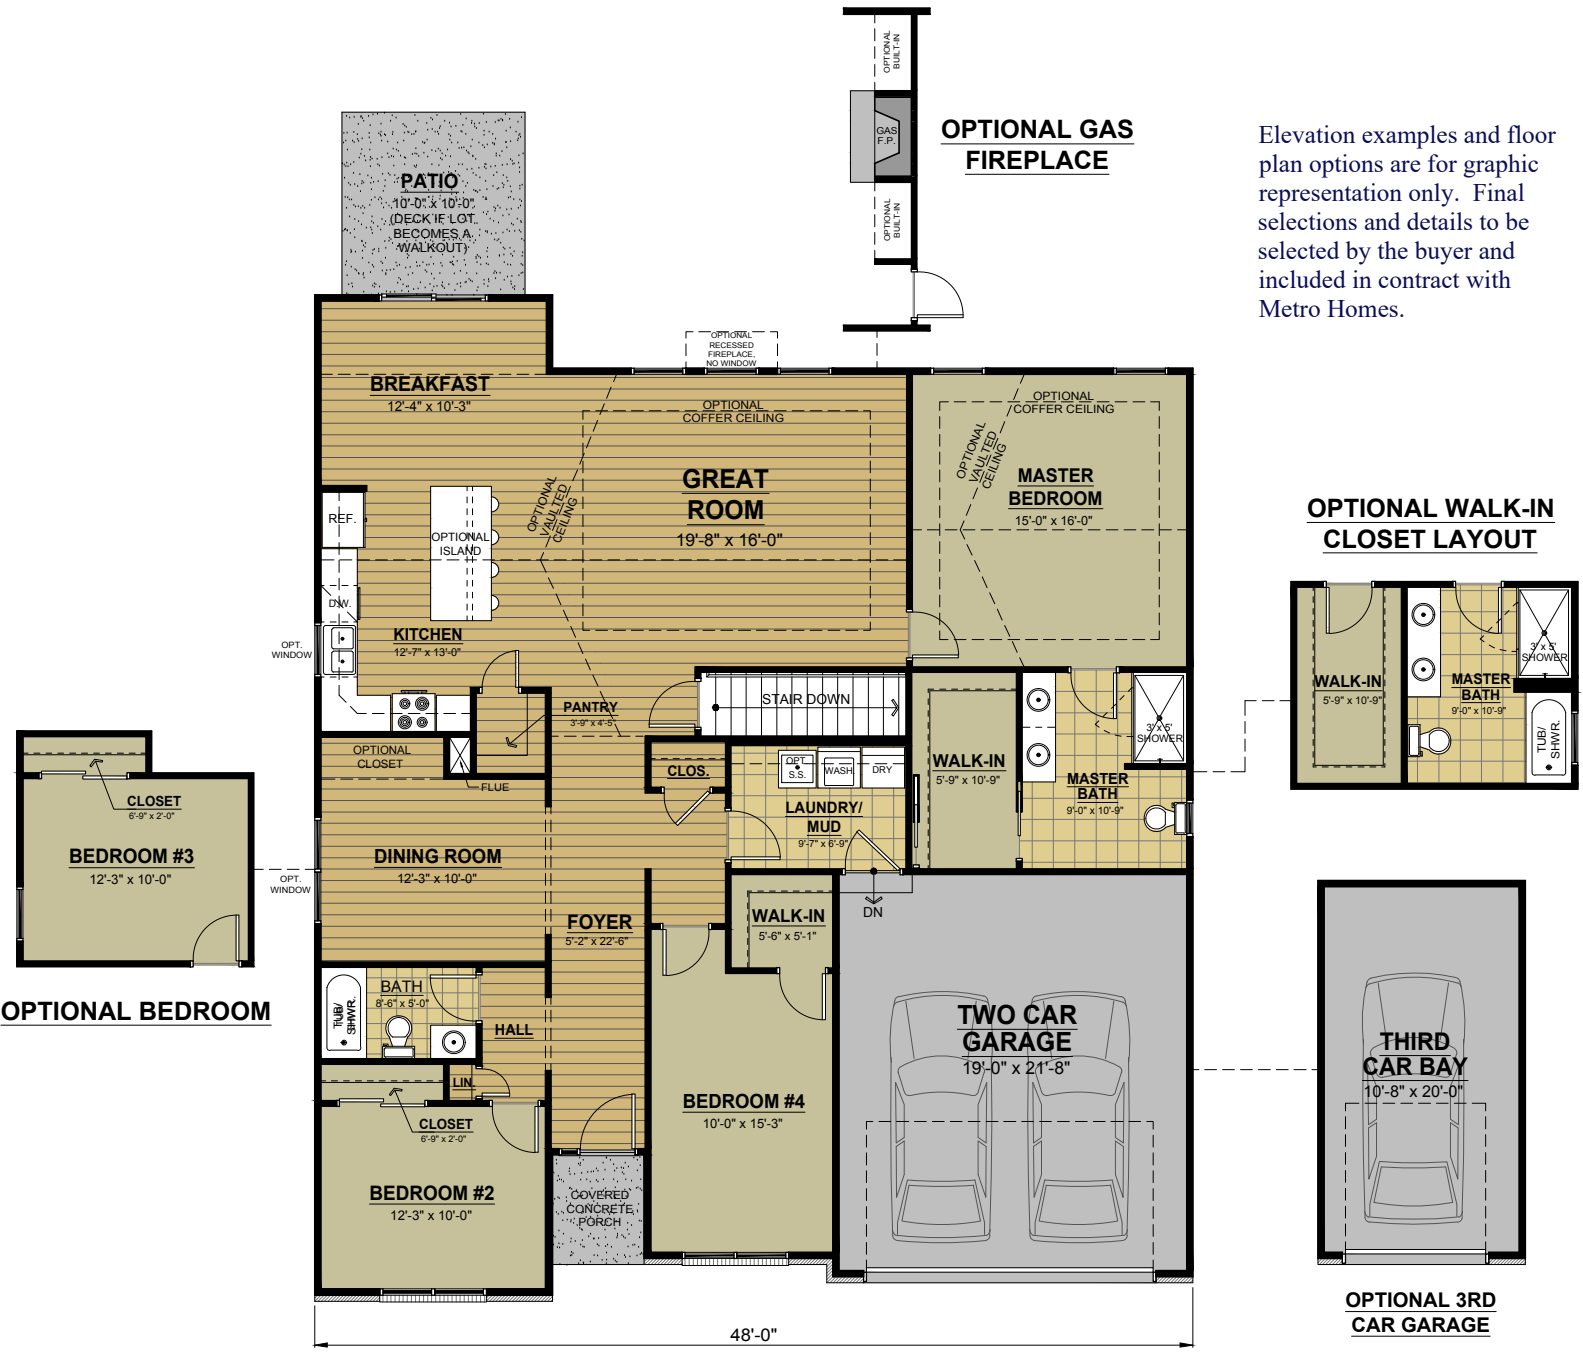 OPTIONAL
BUILT-IN
GAS
F.P.
OPTIONAL
BUILT-IN
OPTIONAL GAS
FIREPLACE
Elevation examples and floor
plan options are for graphic
representation only.  Final
selections and details to be
selected by the buyer and
included in contract with
Metro Homes.
PATIO
10'-0" x 10'-0"
(DECK IF LOT
BECOMES A
WALKOUT)
OPTIONAL
RECESSED
FIREPLACE,
NO WINDOW
BREAKFAST
12'-4" x 10'-3"
OPTIONAL
COFFER CEILING
OPTIONAL
COFFER CEILING
OPTIONAL
VAULTED
CEILING
GREAT
ROOM
19'-8" x 16'-0"
OPTIONAL
VAULTED
CEILING
MASTER
BEDROOM
15'-0" x 16'-0"
REF.
OPTIONAL
ISLAND
D.W.
OPT.
WINDOW
KITCHEN
12'-7" x 13'-0"
PANTRY
3'-9" x 4'-5"
STAIR DOWN
OPTIONAL WALK-IN
CLOSET LAYOUT
WALK-IN
5'-9" x 10'-9"
MASTER
BATH
9'-0" x 10'-9"
3' x 5'
SHOWER
TUB/
SHWR.
OPTIONAL
CLOSET
FLUE
CLOS.
OPT.
S.S.
WASH.
DRY
LAUNDRY/
MUD
9'-7" x 6'-9"
WALK-IN
5'-9" x 10'-9"
MASTER
BATH
9'-0" x 10'-9"
3' x 5'
SHOWER
CLOSET
6'-9" x 2'-0"
BEDROOM #3
12'-3" x 10'-0"
OPTIONAL BEDROOM
OPT.
WINDOW
DINING ROOM
12'-3" x 10'-0"
FOYER
5'-2" x 22'-6"
WALK-IN
5'-6" x 5'-1"
DN
BATH
8'-6" x 5'-0"
TUB/
SHWR.
HALL
LIN.
CLOSET
6'-9" x 2'-0"
BEDROOM #2
12'-3" x 10'-0"
COVERED
CONCRETE
PORCH
BEDROOM #4
10'-0" x 15'-3"
TWO CAR
GARAGE
19'-0" x 21'-8"
THIRD
CAR BAY
10'-8" x 20'-0"
OPTIONAL 3RD
CAR GARAGE
48'-0"